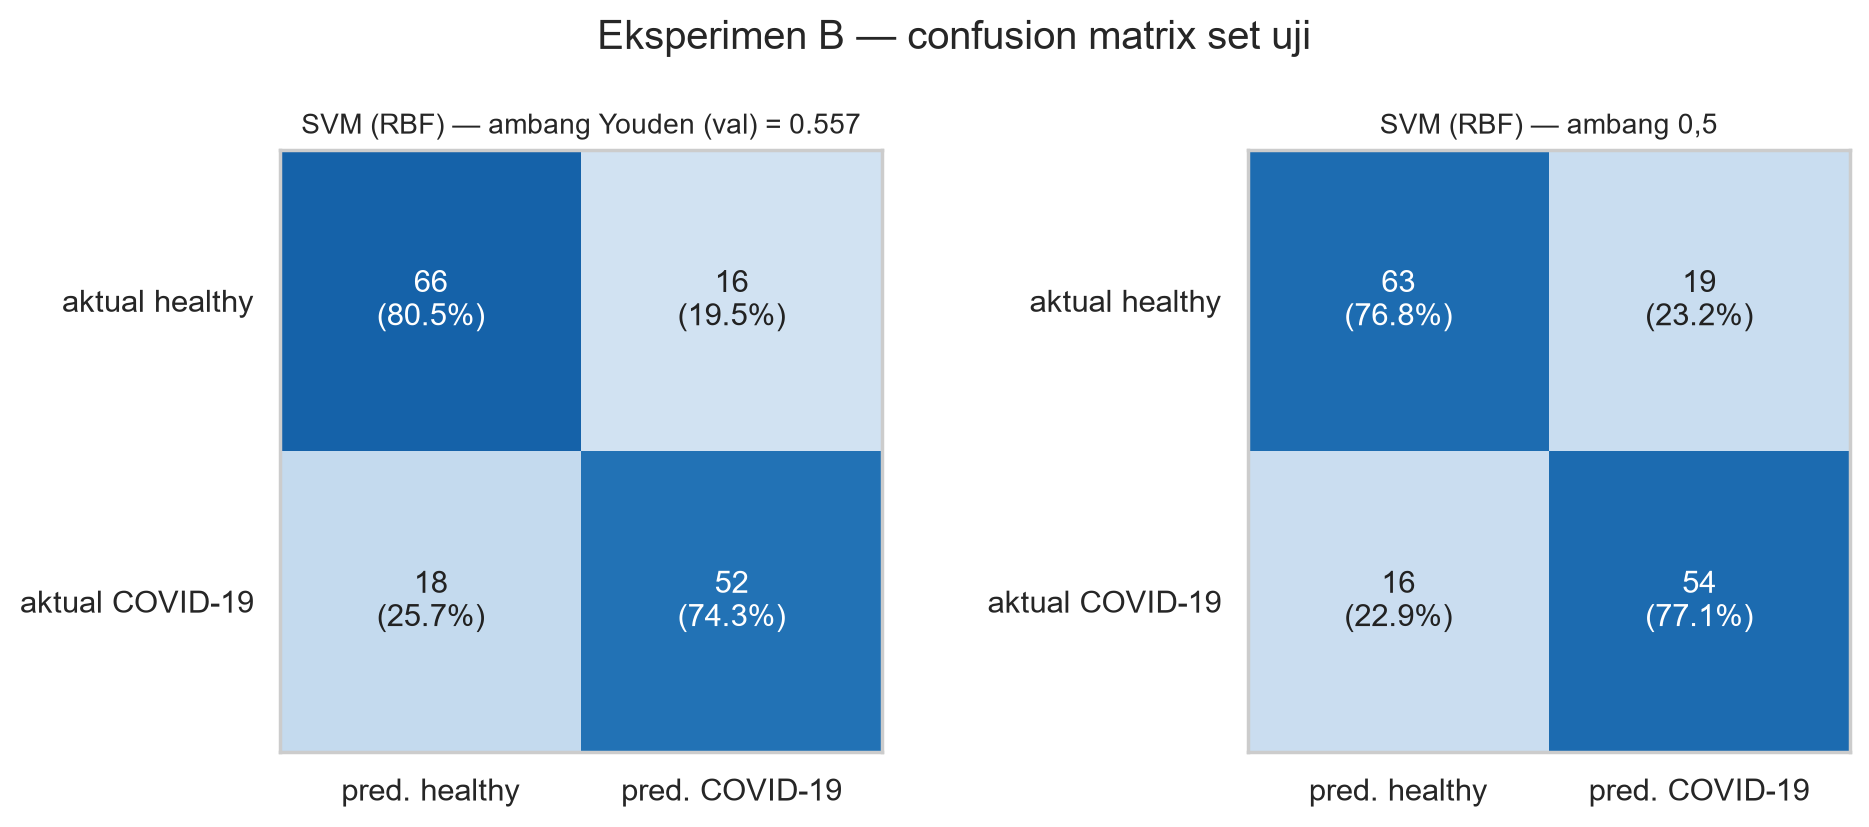 Eksperimen B — confusion matrix set uji
SVM (RBF) — ambang Youden (val) = 0.557
aktual healthy
66
(80.5%)
16
(19.5%)
aktual COVID-19
18
(25.7%)
52
(74.3%)
pred. healthy
pred. COVID-19
SVM (RBF) — ambang 0,5
aktual healthy
63
(76.8%)
19
(23.2%)
aktual COVID-19
16
(22.9%)
54
(77.1%)
pred. healthy
pred. COVID-19